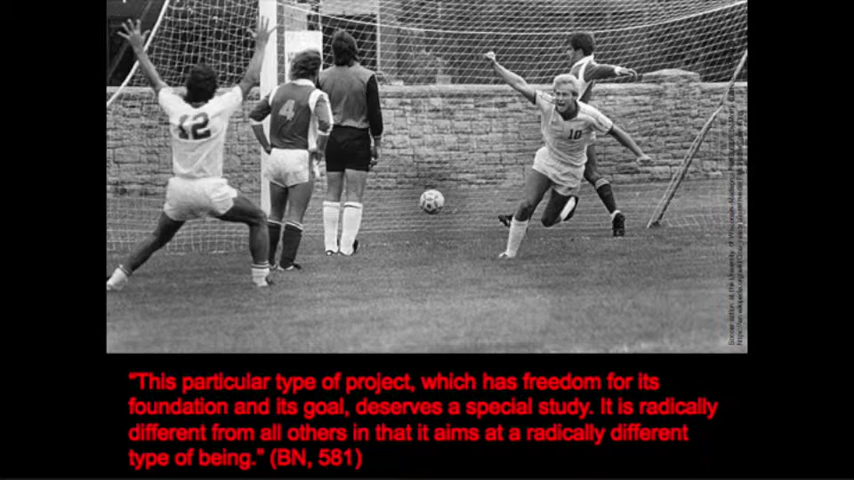 12
4
10
"This particular type of project, which has freedom for its
foundation and its goal, deserves a special study. It is radically
different from all others in that it aims at a radically different
type of being." (BN, 581)